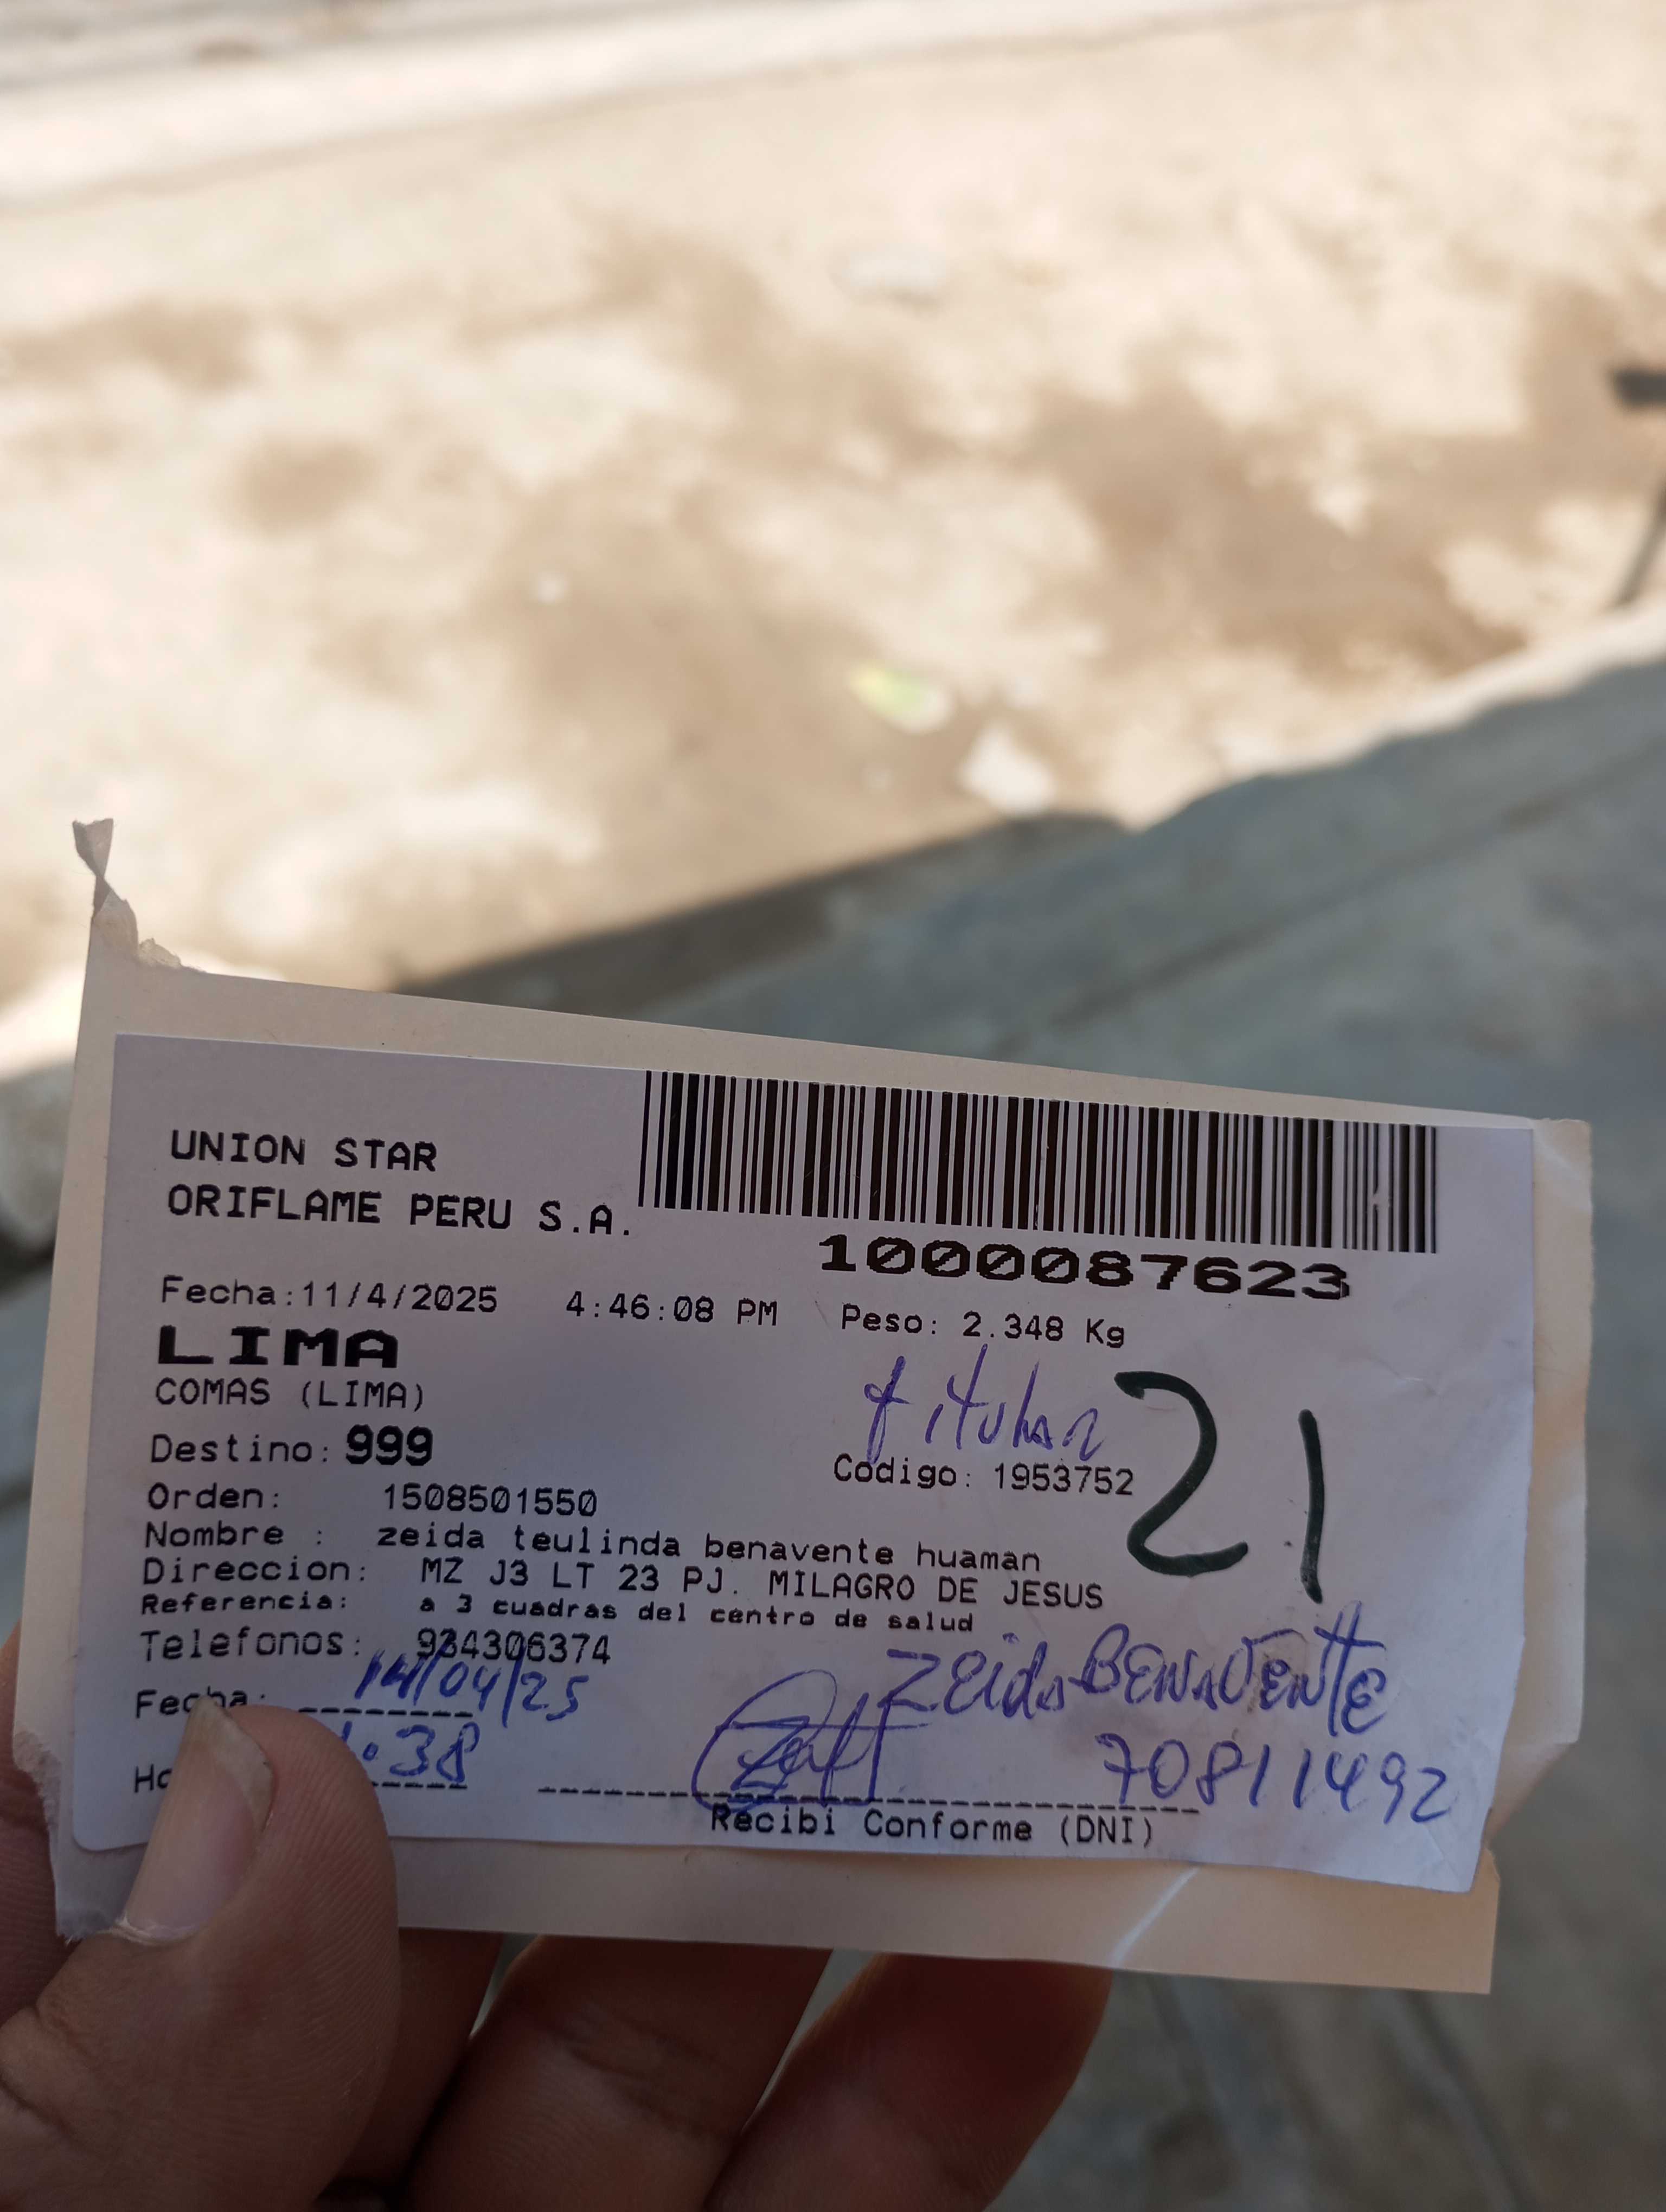 UNION STAR
ORIFLAME PERU S.A.
1000087623
Fecha:11/4/2025 4:46:08 PM Peso: 2.348 Kg
LIMA
COMAS (LIMA)
titular
21
Destino: 999
Codigo: 1953752
Orden: 1508501550
Nombre : zeida teulinda benavente huaman
Direccion: MZ J3 LT 23 PJ. MILAGRO DE JESUS
Referencia: a 3 cuadras del centro de salud
Telefonos: 934306374
Zeida BENAVENTE
Fecha: 14/04/25
:38
70811492
Recibi Conforme (DNI)